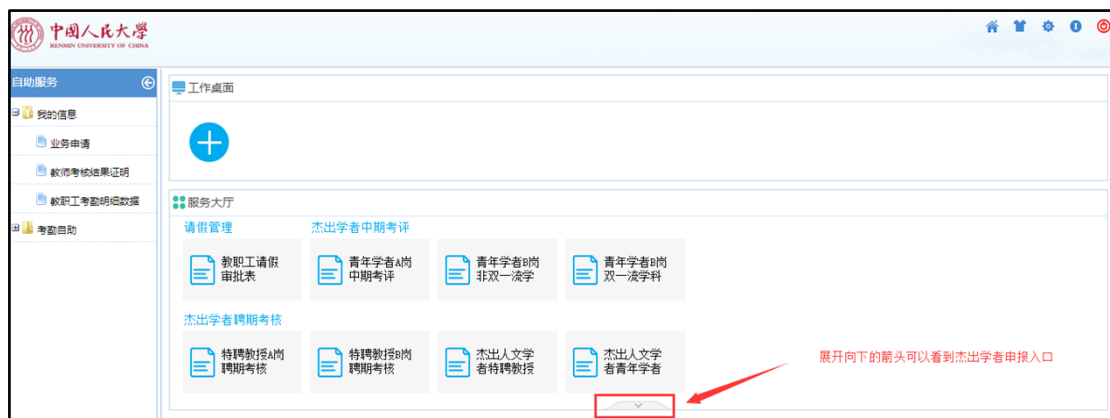 中国人民大學
RENMIN UNIVERSITY OF CHINA
自助服务
我的信息
业务申请
教师考核结果证明
教职工考勤明细数据
考勤自助
工作桌面
服务大厅
请假管理 杰出学者中期考评
教职工请假 青年学者A岗 青年学者B岗 青年学者B岗
审批表 中期考评 非双一流学 双一流学科
杰出学者聘期考核
特聘教授A岗 特聘教授B岗 杰出人文学 杰出人文学
聘期考核 聘期考核 者特聘教授 者青年学者
展开向下的箭头可以看到杰出学者申报入口